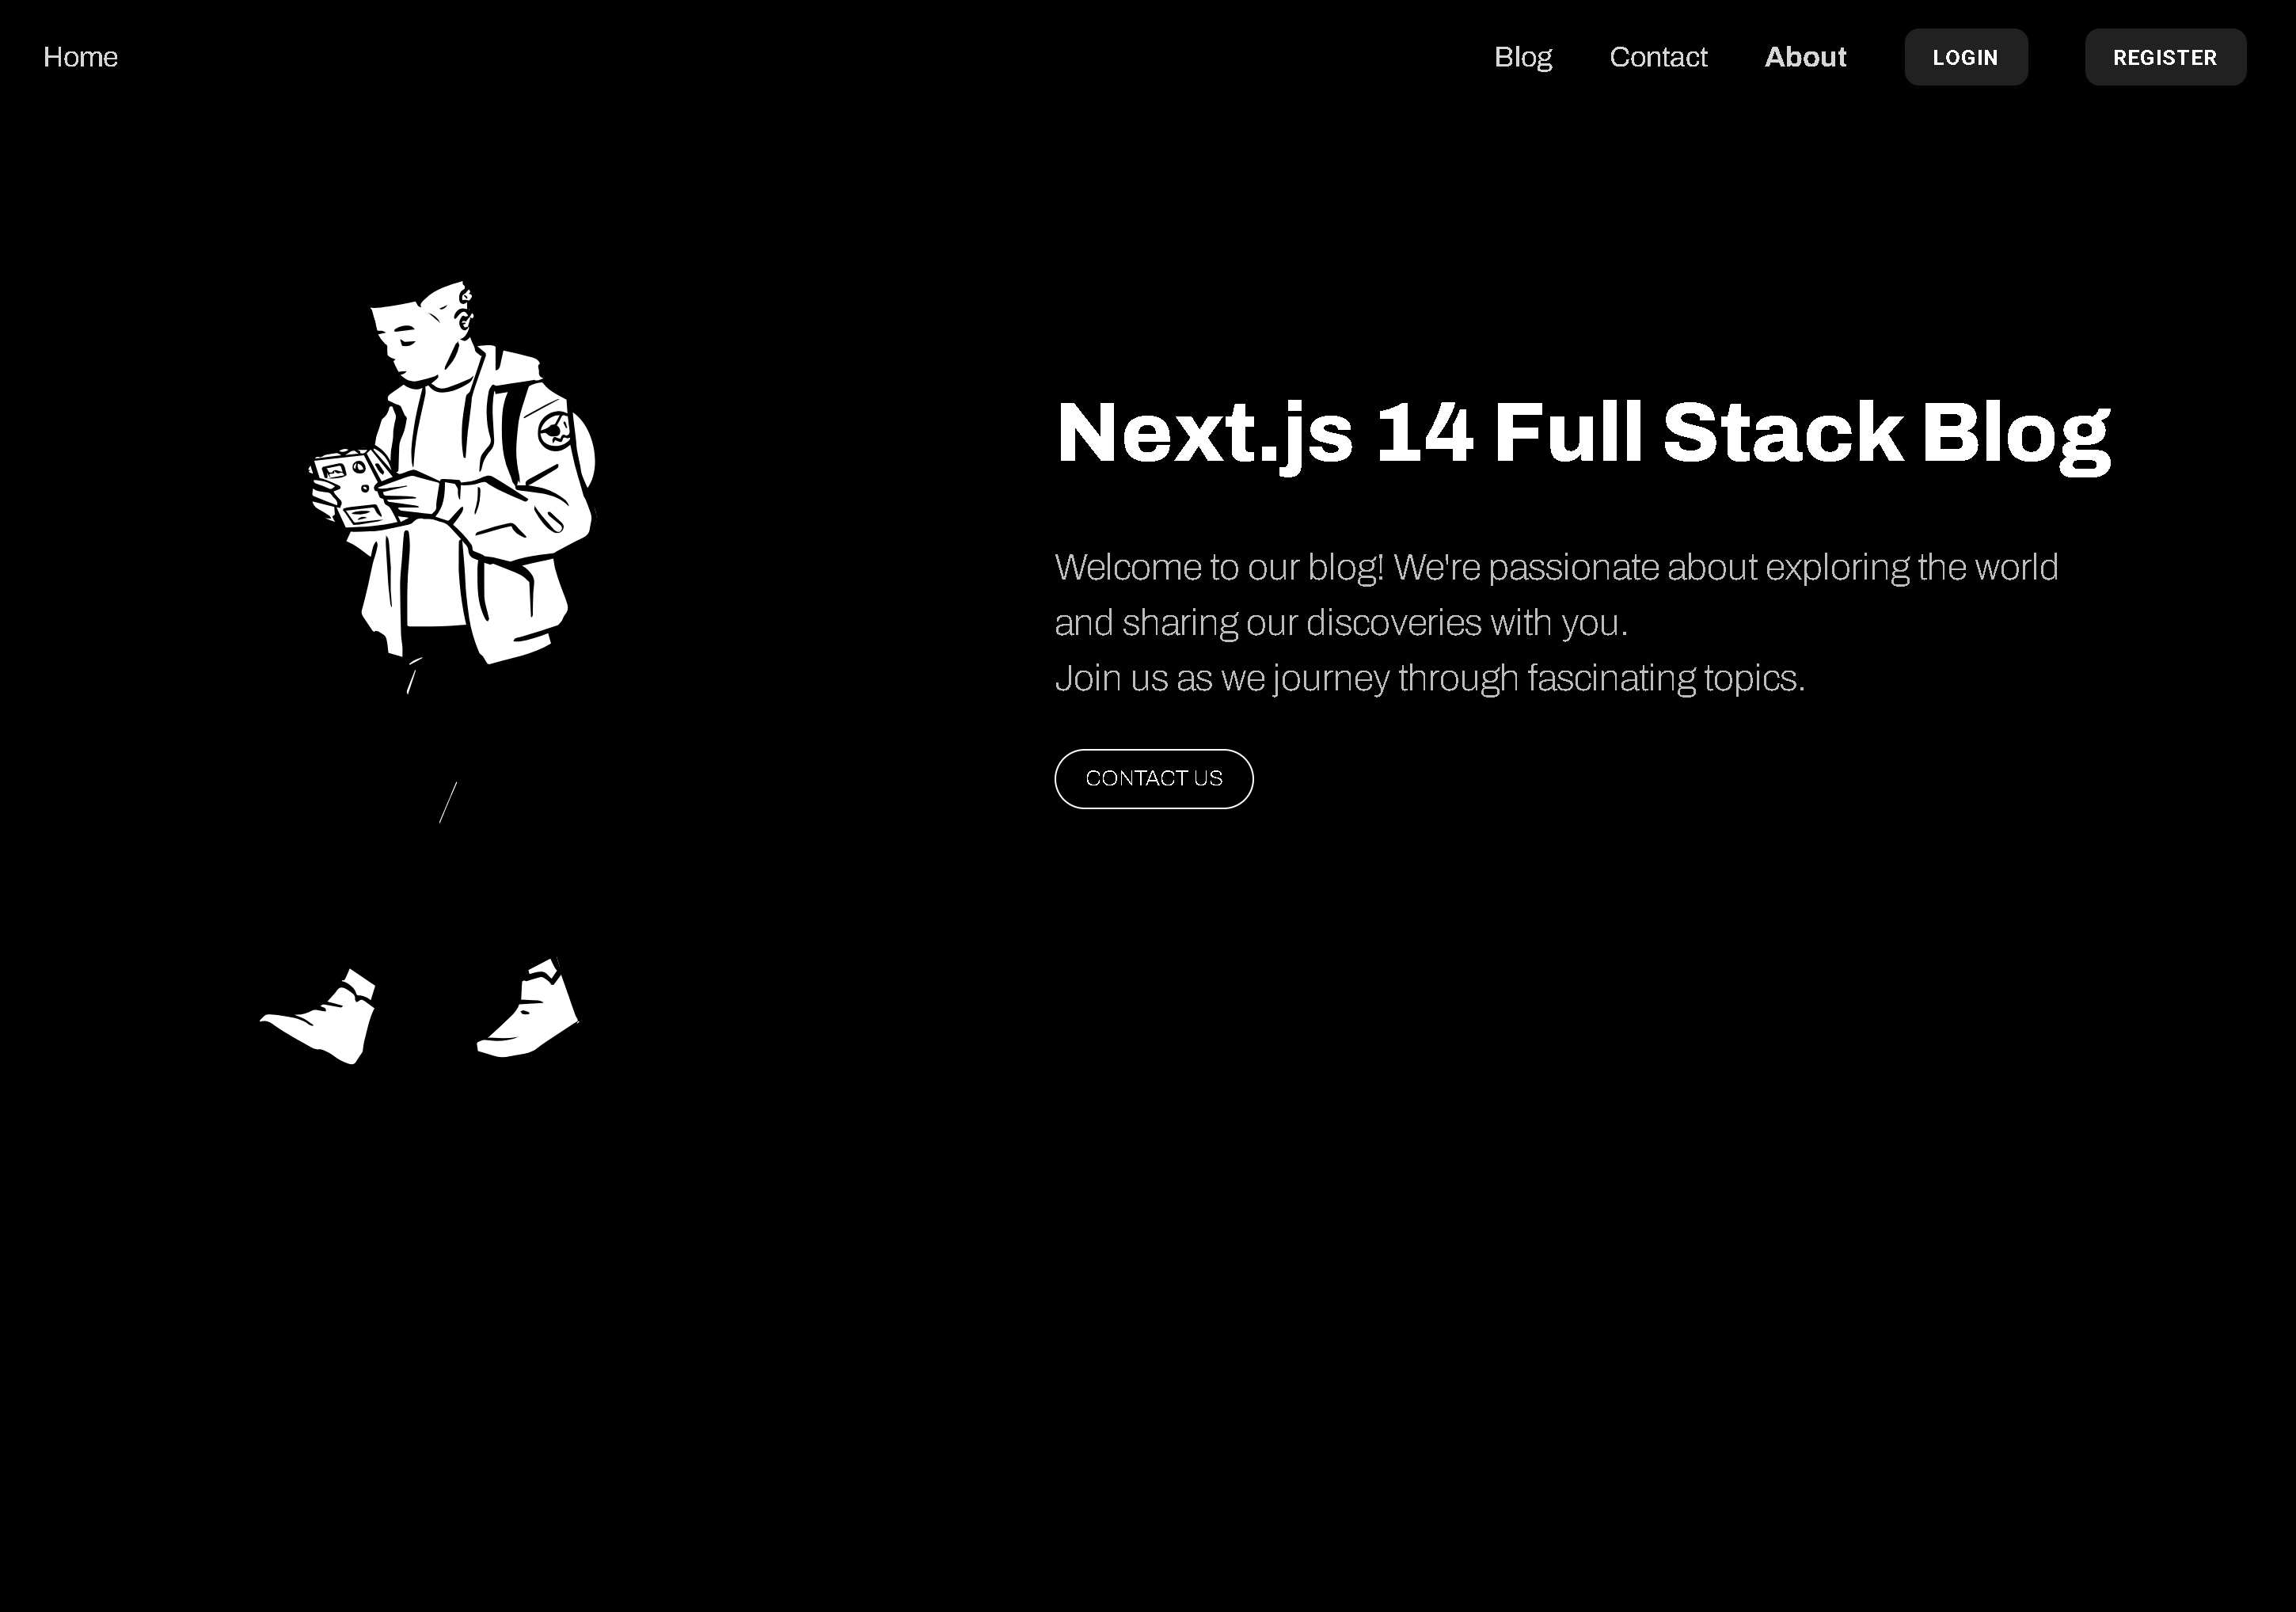 Home
Blog
Contact
About
LOGIN
REGISTER
Next.js 14 Full Stack Blog
Welcome to our blog! We're passionate about exploring the world
and sharing our discoveries with you.
Join us as we journey through fascinating topics.
CONTACT US